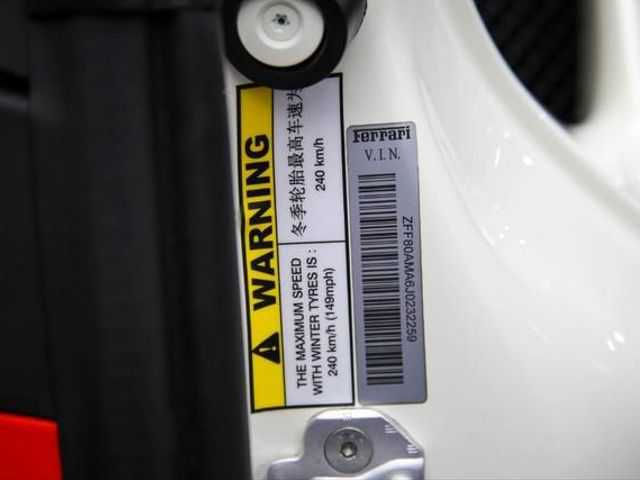 WARNING
冬季轮胎最高车速为
240 km/h
THE MAXIMUM SPEED
WITH WINTER TYRES IS :
240 km/h (149mph)
Ferrari
V.I.N.
ZFF80AMA6J0232259